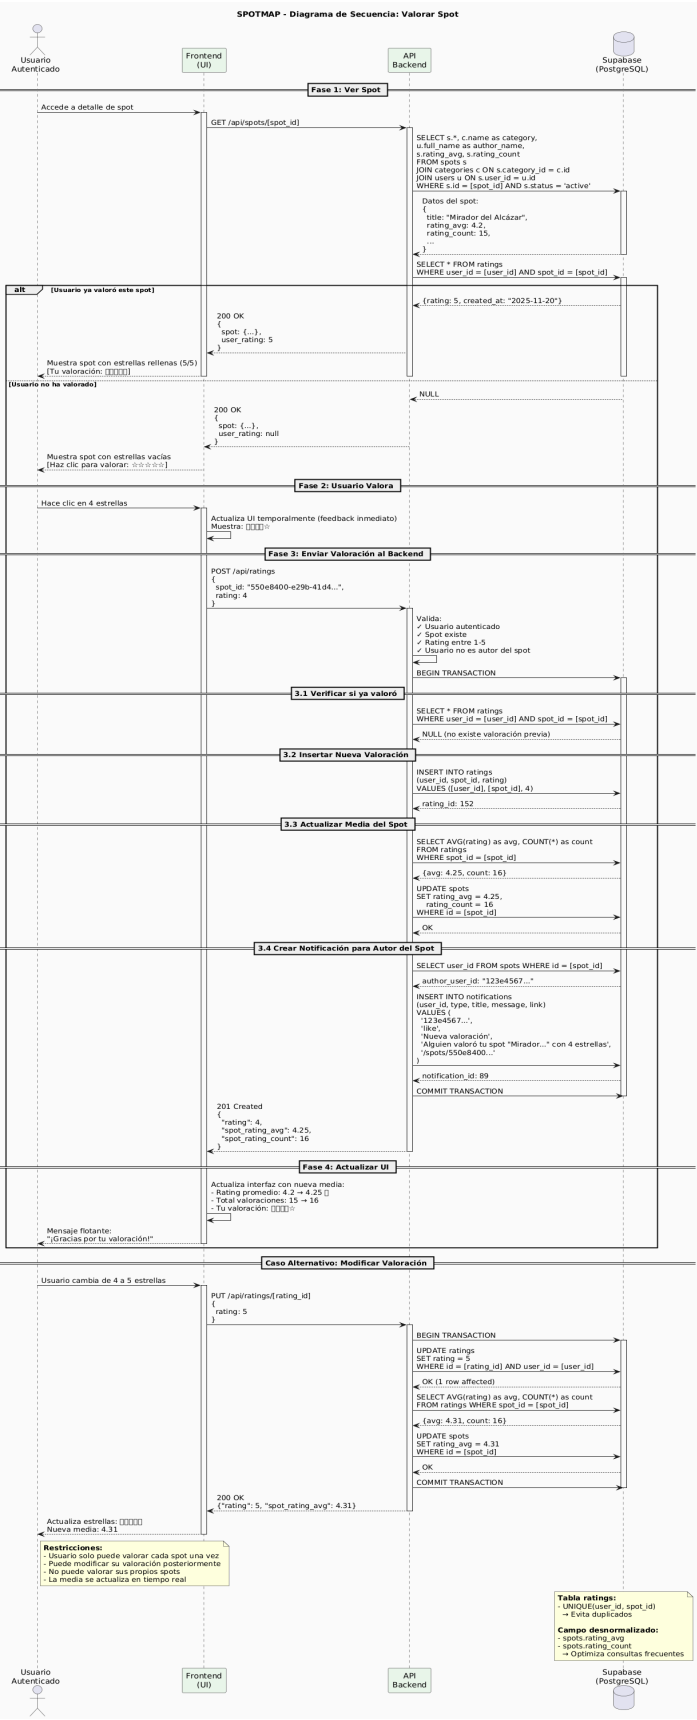 SPOTMAP - Diagrama de Secuencia: Valorar Spot
Usuario
Autenticado
Frontend
(UI)
API
Backend
Supabase
(PostgreSQL)
Fase 1: Ver Spot
Accede a detalle de spot
GET /api/spots/[spot_id]
SELECT s.*, c.name as category,
u.full_name as author_name,
s.rating_avg, s.rating_count
FROM spots s
JOIN categories c ON s.category_id = c.id
JOIN users u ON s.user_id = u.id
WHERE s.id = [spot_id] AND s.status = 'active'
Datos del spot:
{
title: "Mirador del Alcázar",
rating_avg: 4.2,
rating_count: 15,
...
}
SELECT * FROM ratings
WHERE user_id = [user] AND spot_id = [spot_id]
alt [Usuario ya valoró este spot]
{rating: 5, created_at: "2025-11-20"}
200 OK
{
spot: {...},
user_rating: 5
}
Muestra spot con estrellas rellenas (5/5)
[Tu valoración: ▯▯▯▯▯]
[Usuario no ha valorado]
NULL
200 OK
{
spot: {...},
user_rating: null
}
Muestra spot con estrellas vacías
[Haz clic para valorar: ☆☆☆☆☆]
Fase 2: Usuario Valora
Hace clic en 4 estrellas
Actualiza UI temporalmente (feedback inmediato)
Muestra: ▯▯▯▯☆
Fase 3: Enviar Valoración al Backend
POST /api/ratings
{
spot_id: "550e8400-e29b-41d4...",
rating: 4
}
Valida:
✓ Usuario autenticado
✓ Spot existe
✓ Rating entre 1-5
✓ Usuario no es autor del spot
BEGIN TRANSACTION
3.1 Verificar si ya valoró
SELECT * FROM ratings
WHERE user_id = [user] AND spot_id = [spot_id]
NULL (no existe valoración previa)
3.2 Insertar Nueva Valoración
INSERT INTO ratings
(user_id, spot_id, rating)
VALUES ([user_id], [spot_id], 4)
rating_id: 152
3.3 Actualizar Media del Spot
SELECT AVG(rating) as avg, COUNT(*) as count
FROM ratings
WHERE spot_id = [spot_id]
{avg: 4.25, count: 16}
UPDATE spots
SET rating_avg = 4.25,
rating_count = 16
WHERE id = [spot_id]
OK
3.4 Crear Notificación para Autor del Spot
SELECT user_id FROM spots WHERE id = [spot_id]
author_user_id: "123e4567..."
INSERT INTO notifications
(user_id, type, title, message, link)
VALUES (
'123e4567...',
'like',
'Nueva valoración',
'Alguien valoró tu spot "Mirador..." con 4 estrellas',
'/spots/550e8400...'
)
notification_id: 89
COMMIT TRANSACTION
201 Created
{
"rating": 4,
"spot_rating_avg": 4.25,
"spot_rating_count": 16
}
Fase 4: Actualizar UI
Actualiza interfaz con nueva media:
- Rating promedio: 4.2 → 4.25 ▯
- Total valoraciones: 15 → 16
- Tu valoración: ▯▯▯▯☆
Mensaje flotante:
"¡Gracias por tu valoración!"
Caso Alternativo: Modificar Valoración
Usuario cambia de 4 a 5 estrellas
PUT /api/ratings/[rating_id]
{
rating: 5
}
BEGIN TRANSACTION
UPDATE ratings
SET rating = 5
WHERE id = [rating_id] AND user_id = [user_id]
OK (1 row affected)
SELECT AVG(rating) as avg, COUNT(*) as count
FROM ratings WHERE spot_id = [spot_id]
{avg: 4.31, count: 16}
UPDATE spots
SET rating_avg = 4.31
WHERE id = [spot_id]
OK
COMMIT TRANSACTION
200 OK
{"rating": 5, "spot_rating_avg": 4.31}
Actualiza estrellas: ▯▯▯▯▯
Nueva media: 4.31
Restricciones:
- Usuario solo puede valorar cada spot una vez
- Puede modificar su valoración posteriormente
- No puede valorar sus propios spots
- La media se actualiza en tiempo real
Tabla ratings:
- UNIQUE(user_id, spot_id)
→ Evita duplicados
Campo desnormalizado:
- spots.rating_avg
- spots.rating_count
→ Optimiza consultas frecuentes
Usuario
Autenticado
Frontend
(UI)
API
Backend
Supabase
(PostgreSQL)